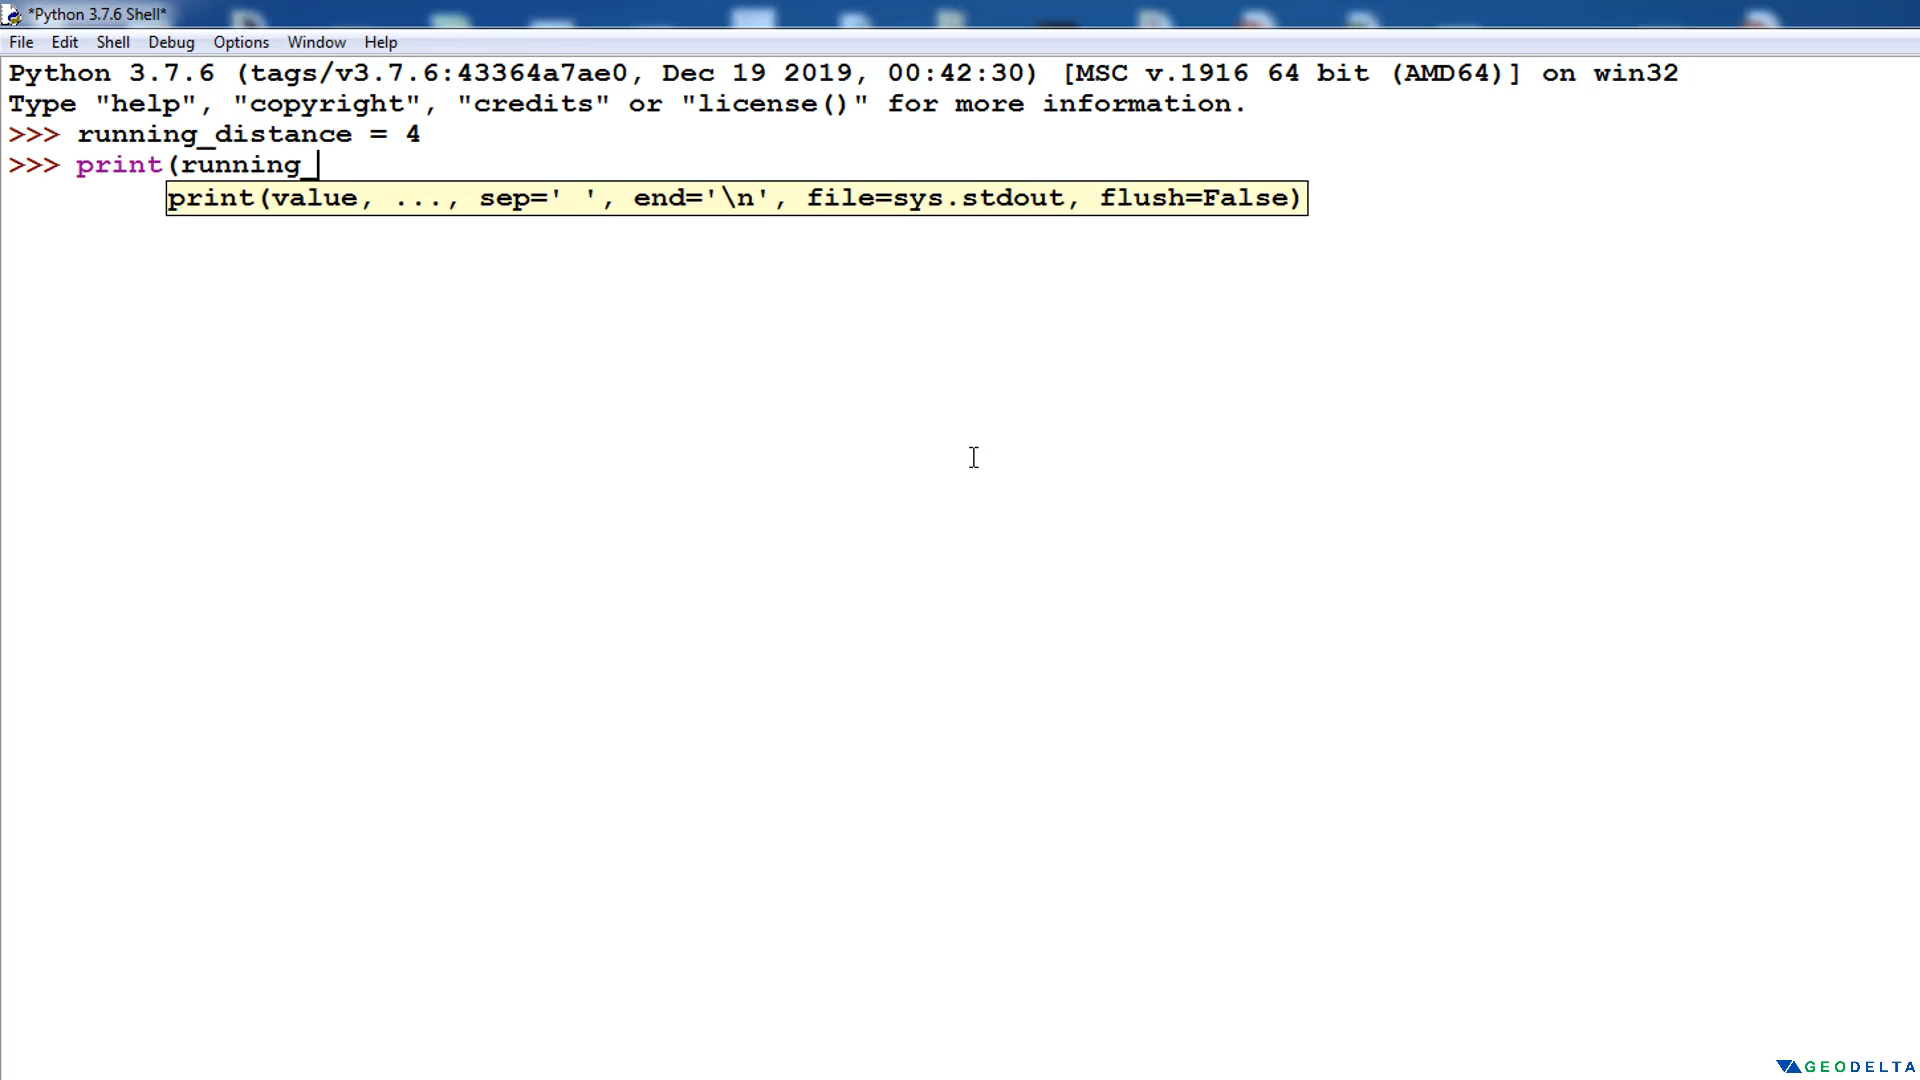 *Python 3.7.6 Shell*
File Edit Shell Debug Options Window Help
Python 3.7.6 (tags/v3.7.6:43364a7ae0, Dec 19 2019, 00:42:30) [MSC v.1916 64 bit (AMD64)] on win32
Type "help", "copyright", "credits" or "license()" for more information.
>>> running_distance = 4
>>> print(running_
print(value, ..., sep=' ', end='\n', file=sys.stdout, flush=False)
GEODELTA